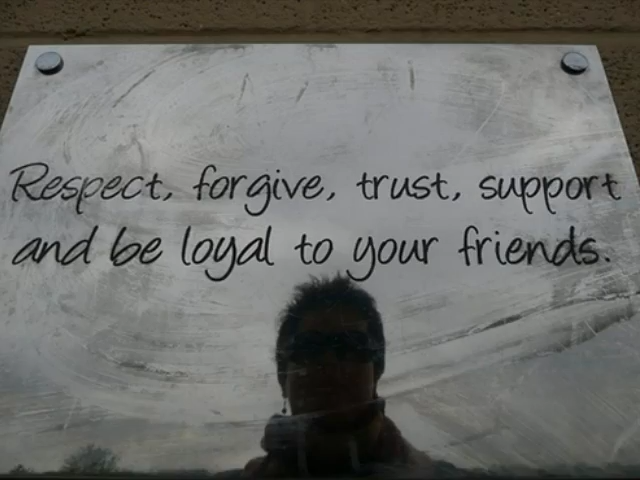 Respect, forgive, trust, support
and be loyal to your friends.